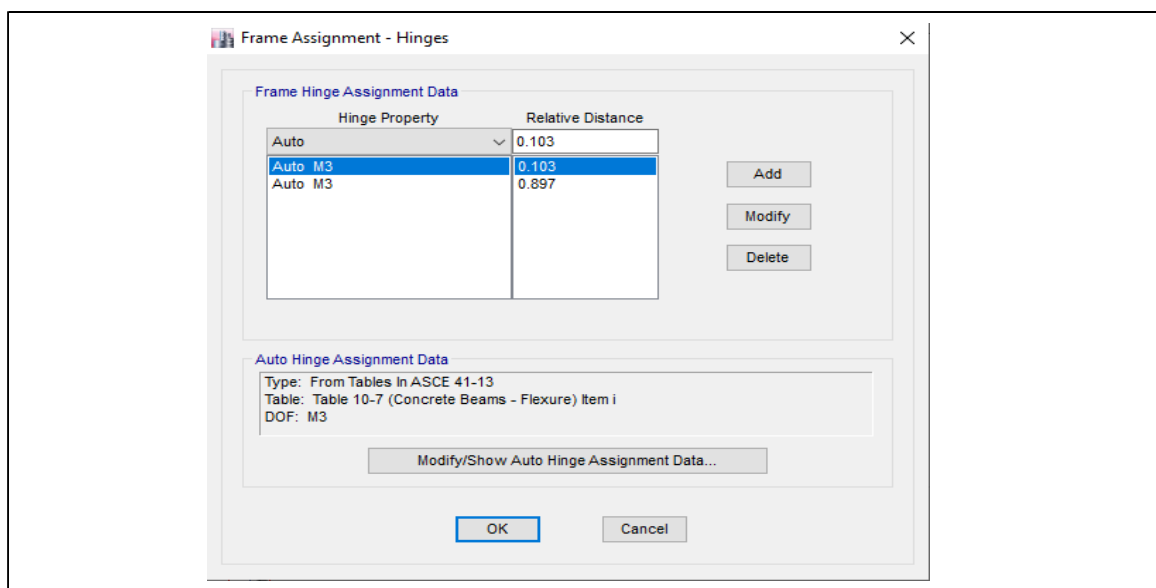 Frame Assignment - Hinges
Frame Hinge Assignment Data
Hinge Property Relative Distance
Auto 0.103
Auto M3 0.103
Auto M3 0.897
Add
Modify
Delete
Auto Hinge Assignment Data
Type: From Tables In ASCE 41-13
Table: Table 10-7 (Concrete Beams - Flexure) Item i
DOF: M3
Modify/Show Auto Hinge Assignment Data...
OK Cancel